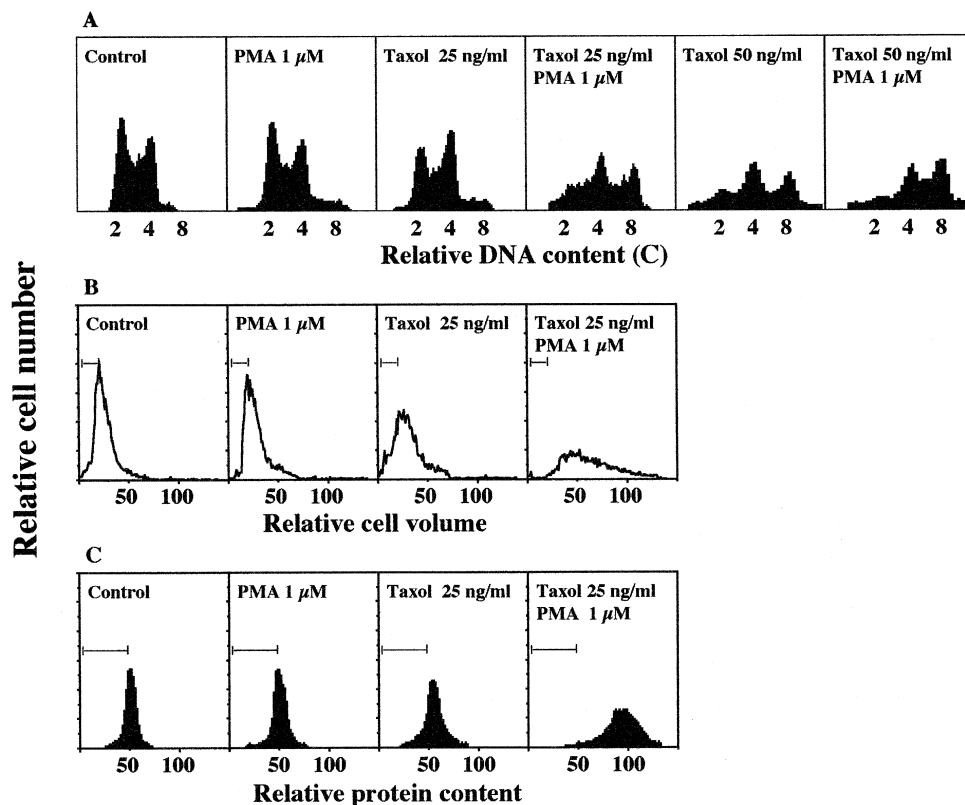 A
Control
PMA 1 μM
Taxol 25 ng/ml
Taxol 25 ng/ml
PMA 1 μM
Taxol 50 ng/ml
Taxol 50 ng/ml
PMA 1 μM
2 4 8 2 4 8 2 4 8 2 4 8 2 4 8 2 4 8
Relative DNA content (C)
Relative cell number
B
Control
PMA 1 μM
Taxol 25 ng/ml
Taxol 25 ng/ml
PMA 1 μM
50 100 50 100 50 100 50 100
Relative cell volume
C
Control
PMA 1 μM
Taxol 25 ng/ml
Taxol 25 ng/ml
PMA 1 μM
50 100 50 100 50 100 50 100
Relative protein content